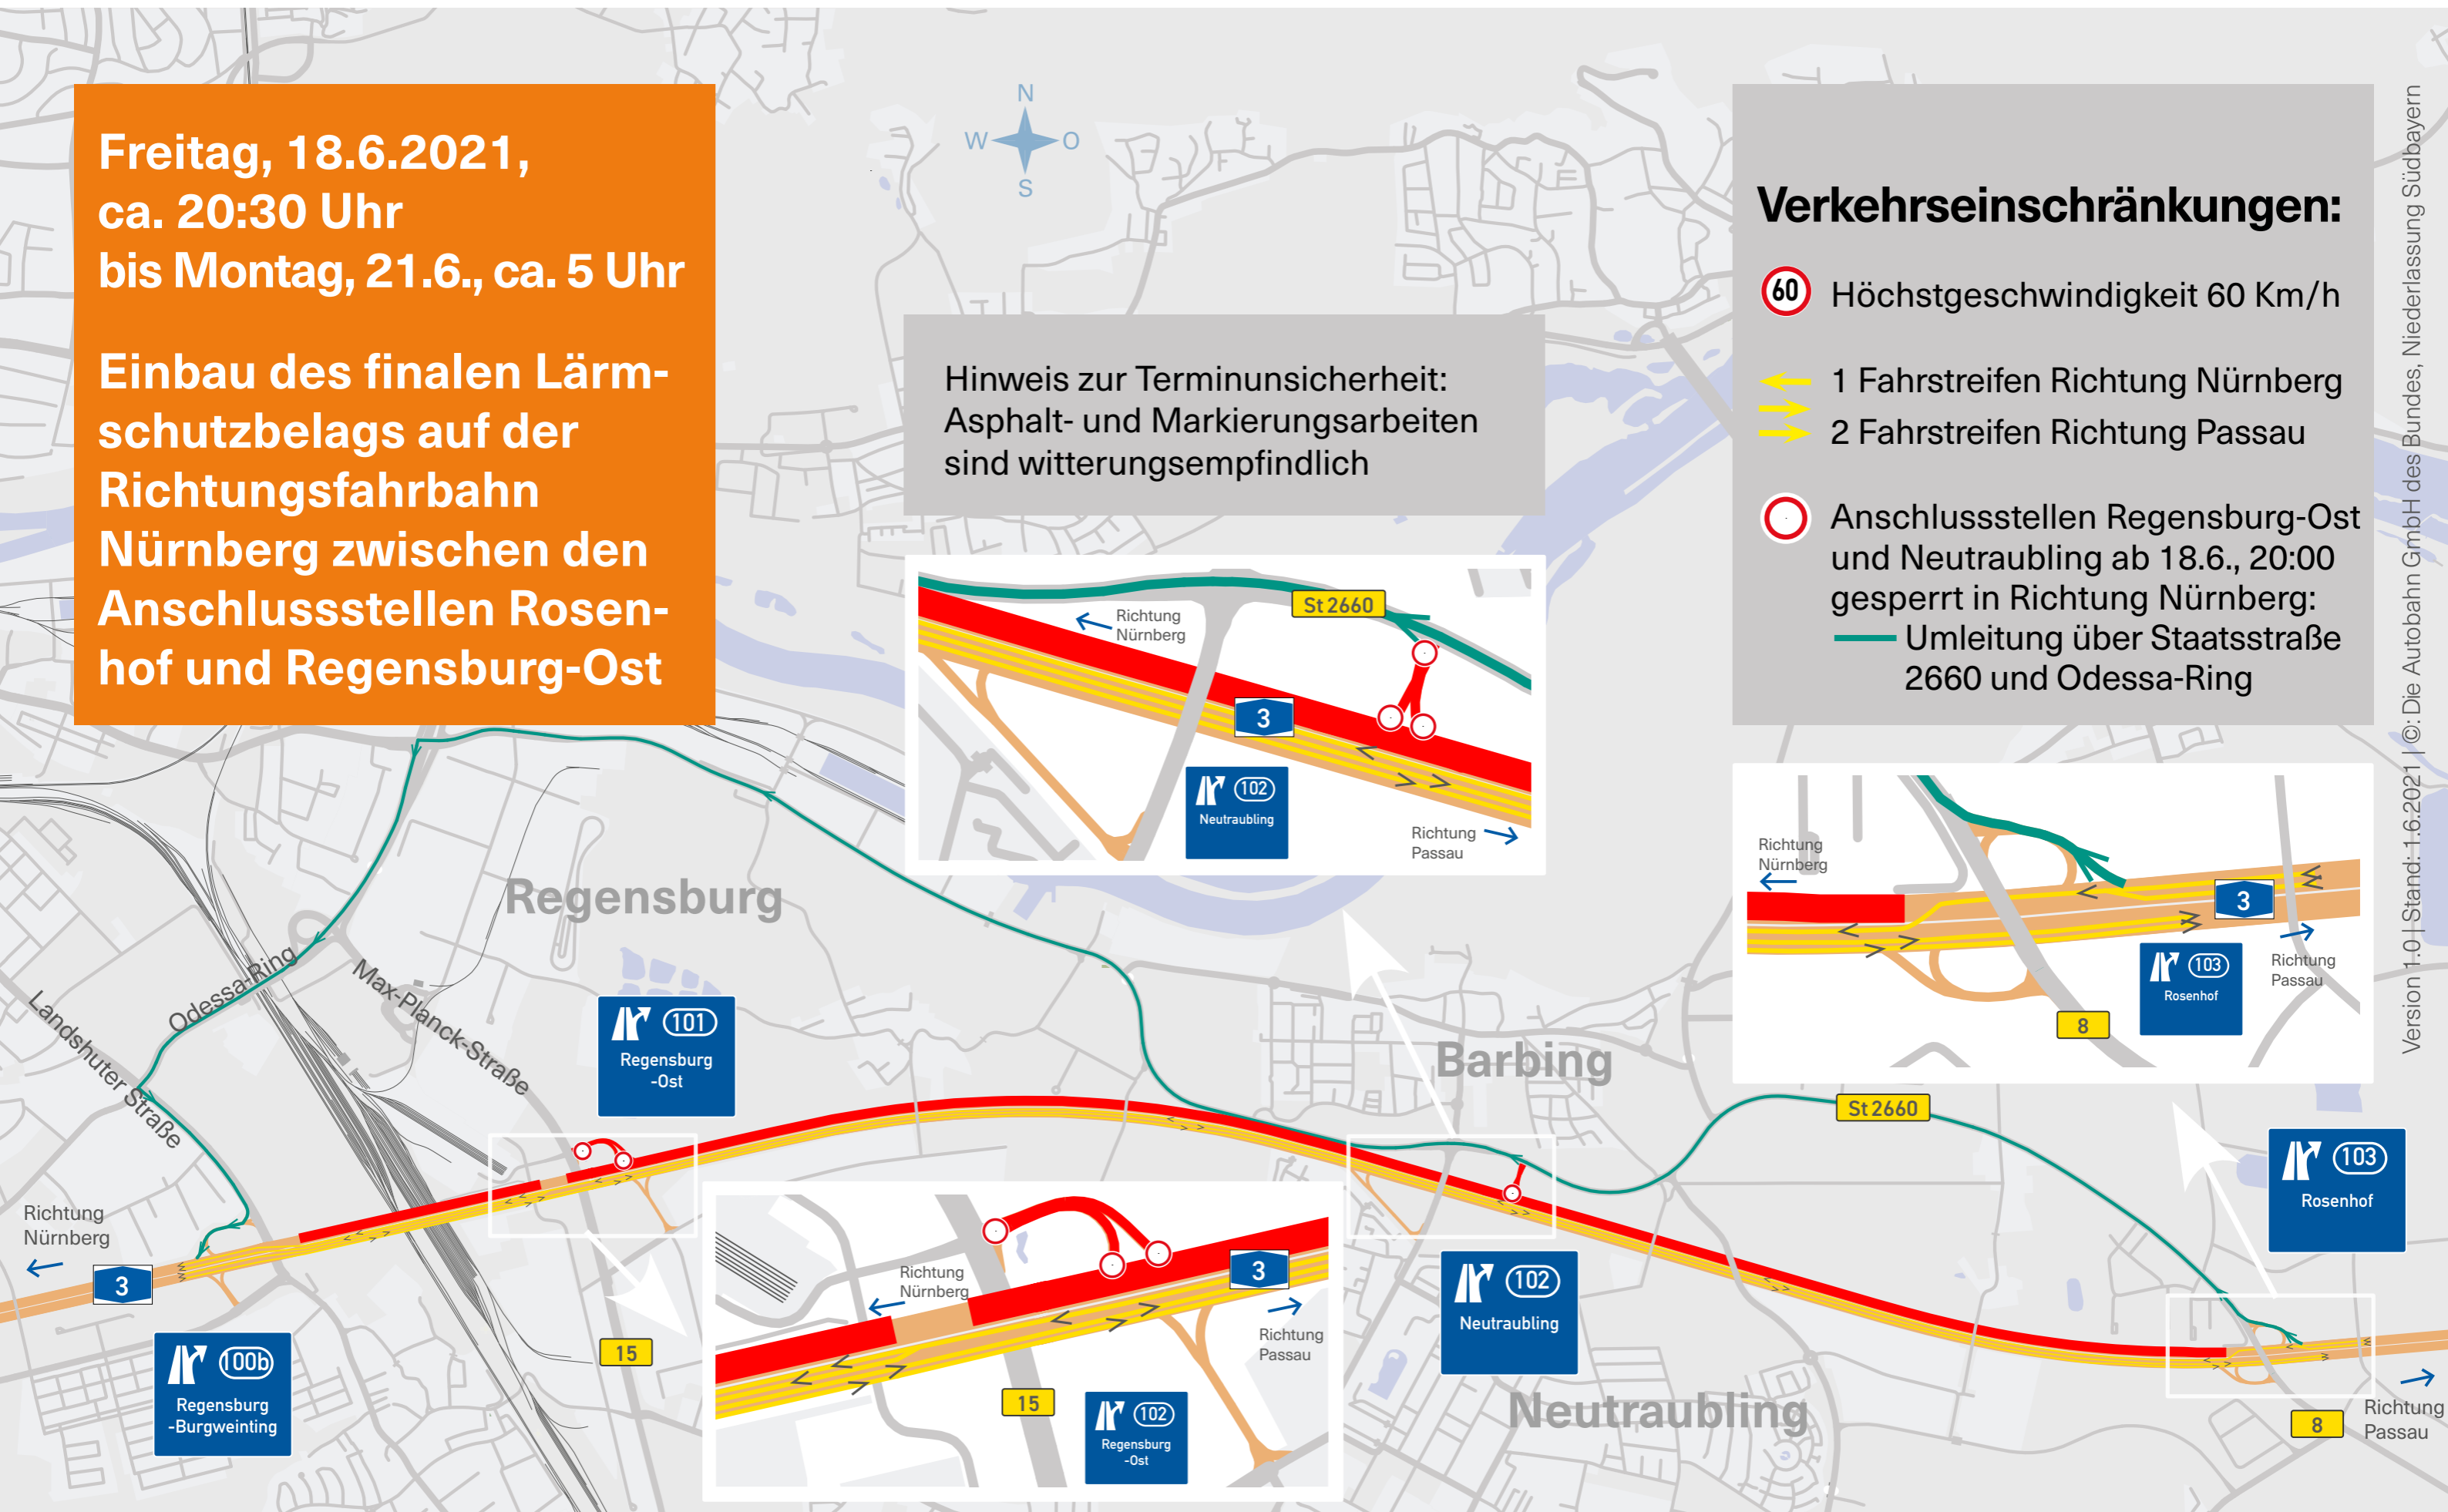 Freitag, 18.6.2021,
ca. 20:30 Uhr
bis Montag, 21.6., ca. 5 Uhr
Einbau des finalen Lärm-
schutzbelags auf der
Richtungsfahrbahn
Nürnberg zwischen den
Anschlussstellen Rosen-
hof und Regensburg-Ost
N
W
O
S
Hinweis zur Terminunsicherheit:
Asphalt- und Markierungsarbeiten
sind witterungsempfindlich
Verkehrseinschränkungen:
60
Höchstgeschwindigkeit 60 Km/h
1 Fahrstreifen Richtung Nürnberg
2 Fahrstreifen Richtung Passau
Anschlussstellen Regensburg-Ost
und Neutraubling ab 18.6., 20:00
gesperrt in Richtung Nürnberg:
Umleitung über Staatsstraße
2660 und Odessa-Ring
Version 1.0 | Stand: 1.6.2021 | ©: Die Autobahn GmbH des Bundes, Niederlassung Südbayern
St 2660
Richtung
Nürnberg
3
102
Neutraubling
Richtung
Passau
Richtung
Nürnberg
3
103
Rosenhof
Richtung
Passau
8
Regensburg
Odessa-Ring
Max-Planck-Straße
Landshuter Straße
101
Regensburg
-Ost
Barbing
St 2660
103
Rosenhof
Richtung
Nürnberg
3
100b
Regensburg
-Burgweinting
15
Richtung
Nürnberg
3
Richtung
Passau
15
102
Regensburg
-Ost
102
Neutraubling
Neutraubling
8
Richtung
Passau